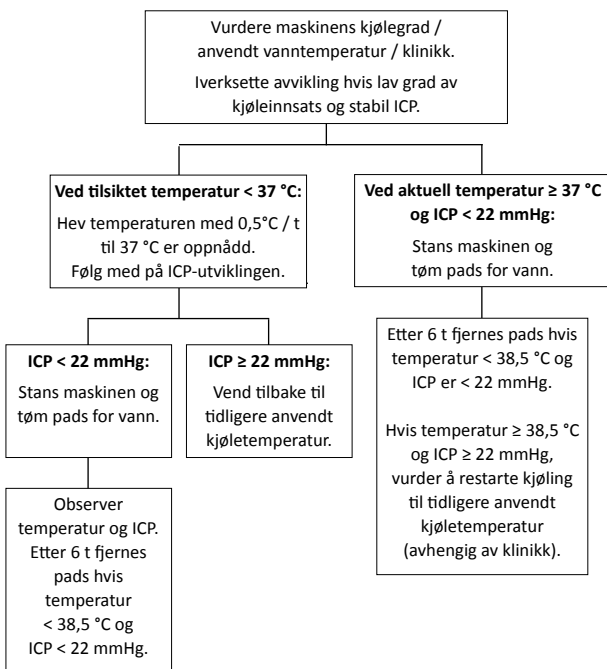 Vurdere maskinens kjølegrad /
anvendt vanntemperatur / klinikk.
Iverksette avvikling hvis lav grad av
kjøleinnsats og stabil ICP.
Ved tilsiktet temperatur < 37 °C:
Hev temperaturen med 0,5°C / t
til 37 °C er oppnådd.
Følg med på ICP-utviklingen.
Ved aktuell temperatur ≥ 37 °C
og ICP < 22 mmHg:
Stans maskinen og
tøm pads for vann.
ICP < 22 mmHg:
Stans maskinen og
tøm pads for vann.
ICP ≥ 22 mmHg:
Vend tilbake til
tidligere anvendt
kjøletemperatur.
Etter 6 t fjernes pads hvis
temperatur < 38,5 °C og
ICP er < 22 mmHg.
Hvis temperatur ≥ 38,5 °C
og ICP ≥ 22 mmHg,
vurder å restarte kjøling
til tidligere anvendt
kjøletemperatur
(avhengig av klinikk).
Observer
temperatur og ICP.
Etter 6 t fjernes
pads hvis
temperatur
< 38,5 °C og
ICP < 22 mmHg.